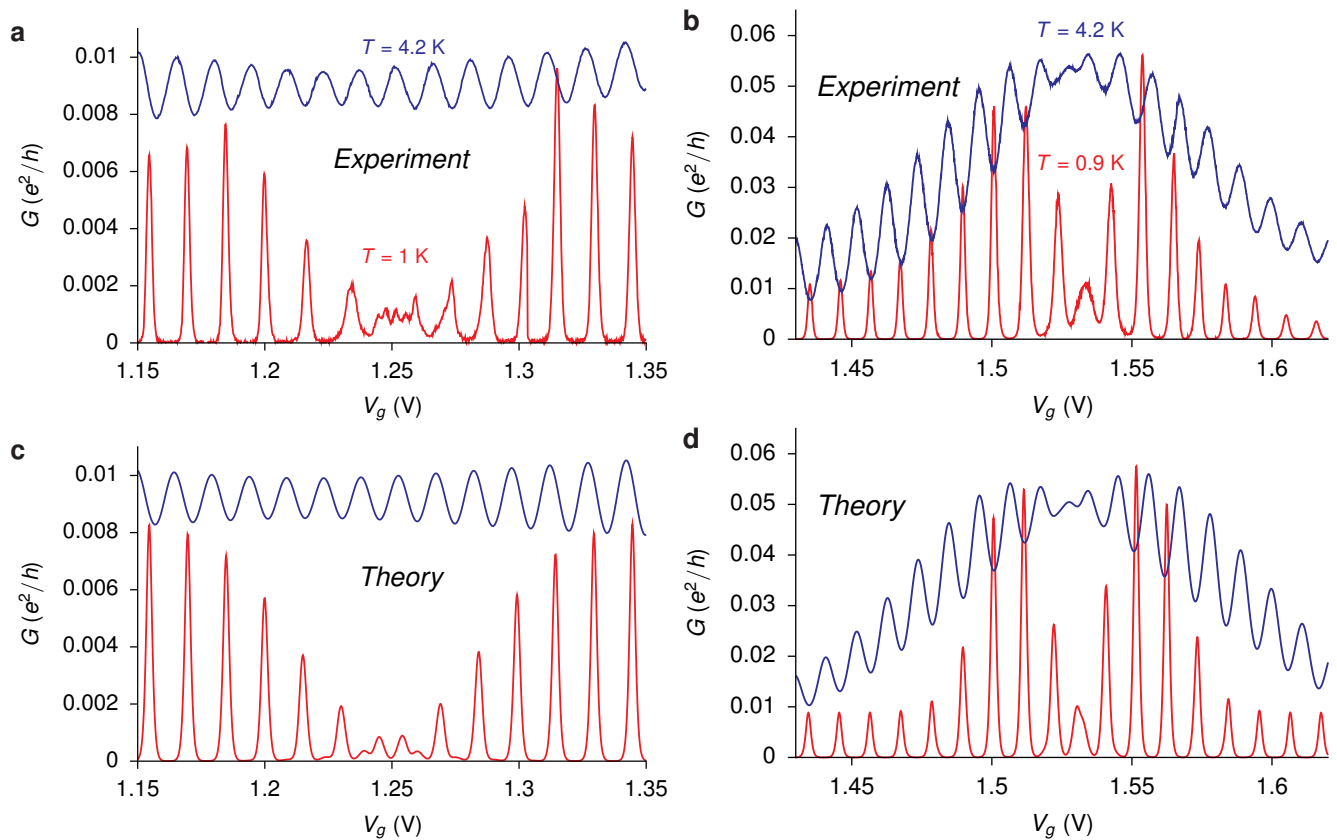 a
G (e²/h)
0.01
0.008
0.006
0.004
0.002
0
T = 4.2 K
Experiment
T = 1 K
1.15
1.2
1.25
1.3
1.35
V_g (V)
b
G (e²/h)
0.06
0.05
0.04
0.03
0.02
0.01
0
T = 4.2 K
Experiment
T = 0.9 K
1.45
1.5
1.55
1.6
V_g (V)
c
G (e²/h)
0.01
0.008
0.006
0.004
0.002
0
Theory
1.15
1.2
1.25
1.3
1.35
V_g (V)
d
G (e²/h)
0.06
0.05
0.04
0.03
0.02
0.01
0
Theory
1.45
1.5
1.55
1.6
V_g (V)